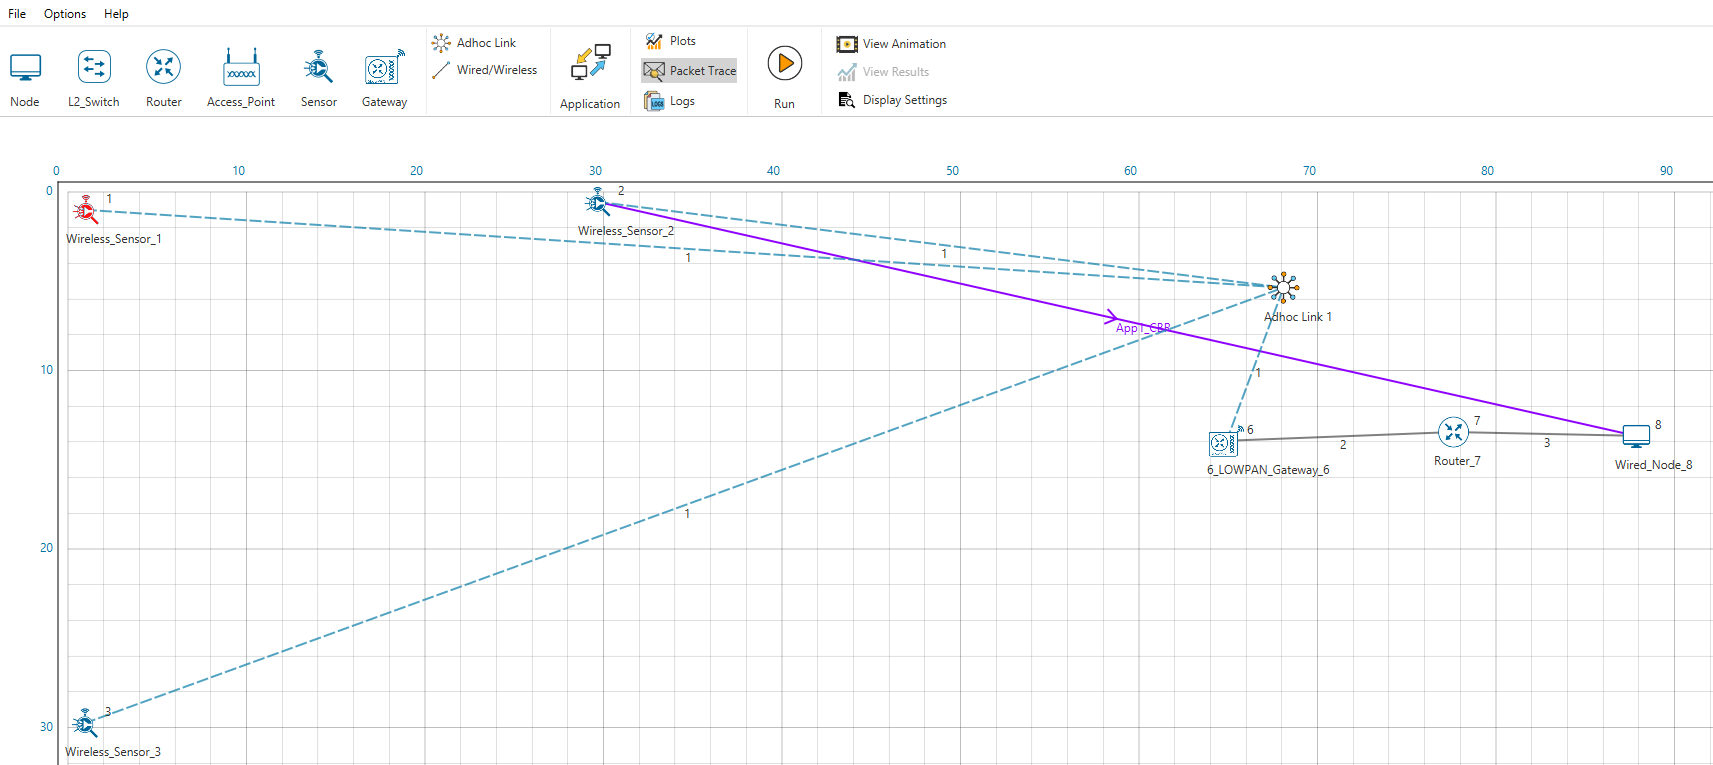 File Options Help
Adhoc Link
Wired/Wireless
Plots
Packet Trace
LOGS Logs
View Animation
View Results
Display Settings
Node L2_Switch Router Access_Point Sensor Gateway Application Run
0 10 20 30 40 50 60 70 80 90
0
10
20
30
1
Wireless_Sensor_1
2
Wireless_Sensor_2
1
1
Adhoc Link 1
App1_CBR
1
6
6_LOWPAN_Gateway_6
2
7
Router_7
3
8
Wired_Node_8
1
3
Wireless_Sensor_3